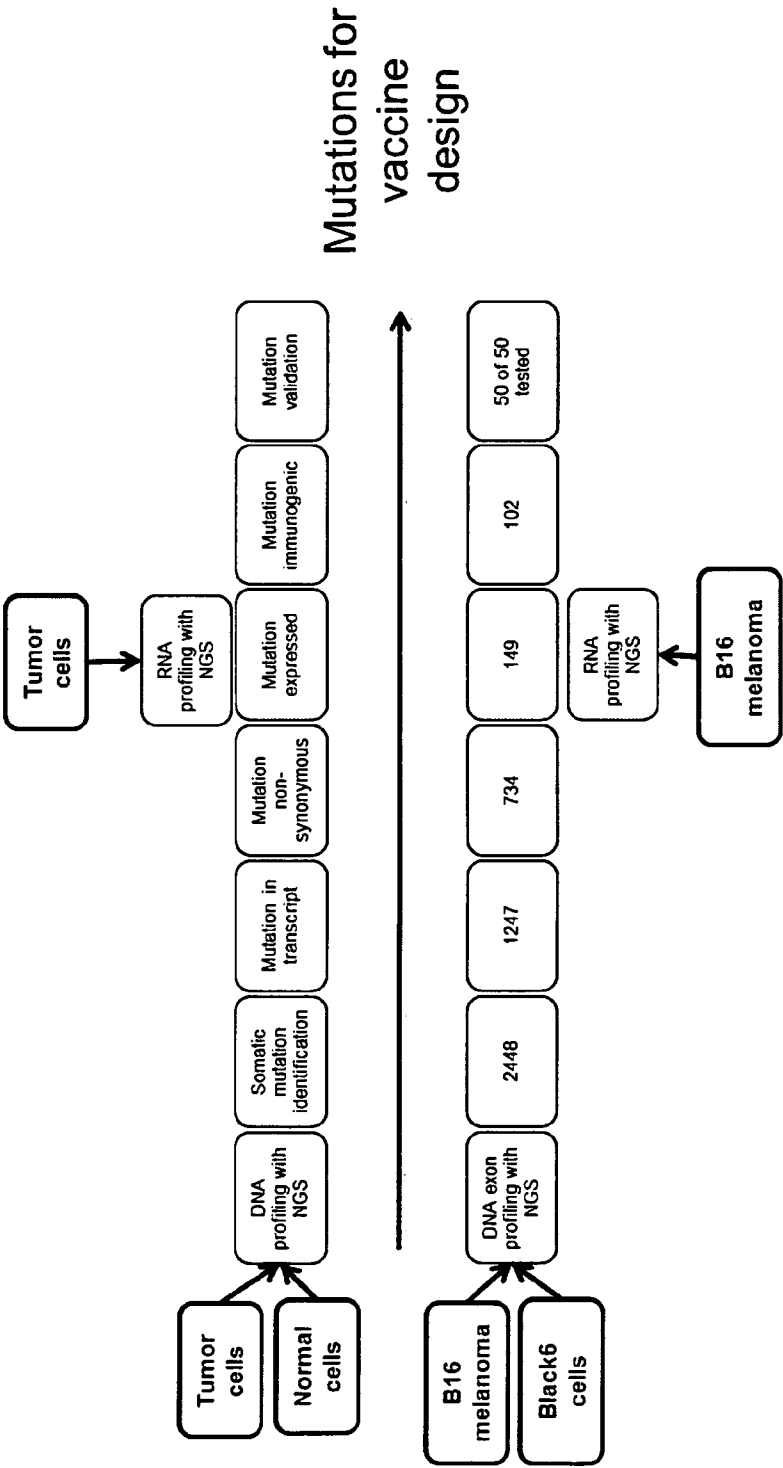 Tumor
cells
Normal
cells
DNA
profiling with
NGS
Somatic
mutation
identification
Mutation in
transcript
Mutation
non-
synonymous
Tumor
cells
RNA
profiling with
NGS
Mutation
expressed
Mutation
immunogenic
Mutation
validation
Mutations for
vaccine
design
B16
melanoma
Black6
cells
DNA exon
profiling with
NGS
2448
1247
734
149
RNA
profiling with
NGS
B16
melanoma
102
50 of 50
tested